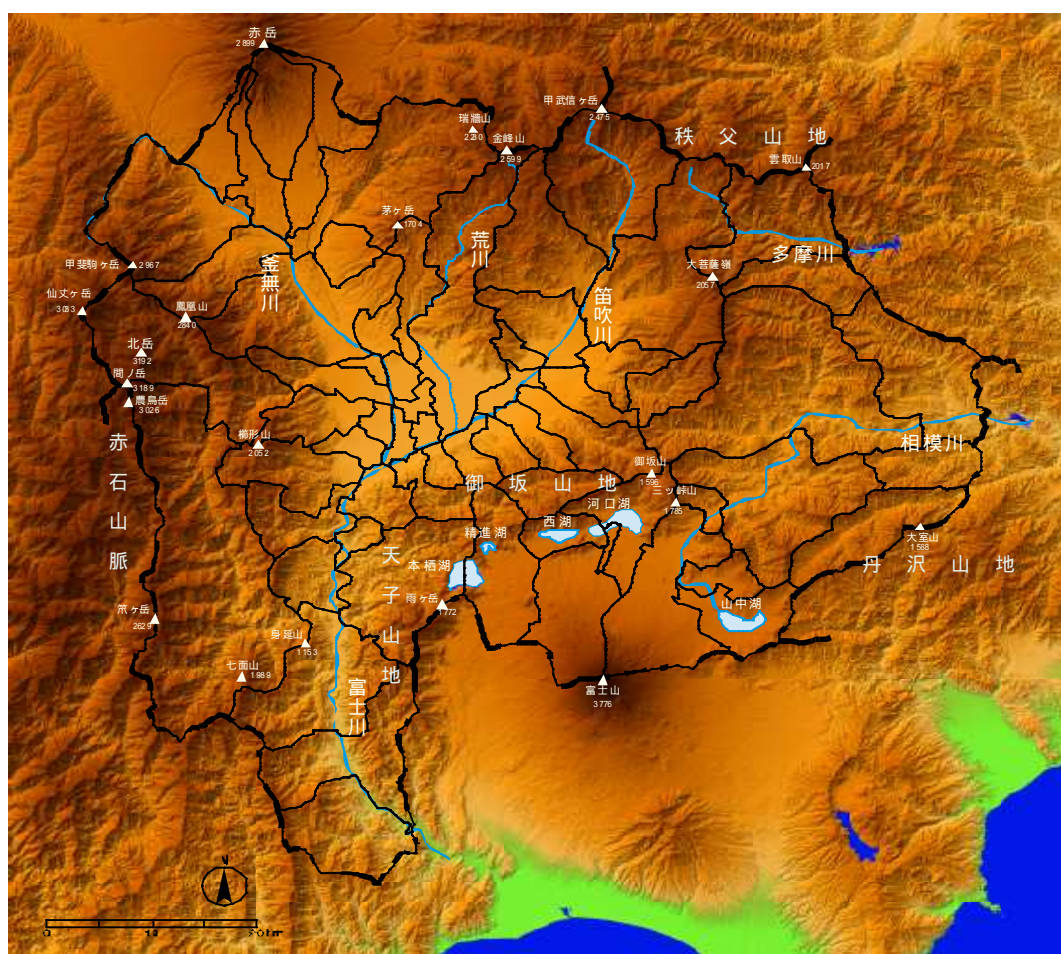 赤岳
2899
甲武信ヶ岳
2475
瑞牆山
2230
金峰山
2599
秩父山地
雲取山
2017
茅ヶ岳
1704
荒川
釜無川
笛吹川
多摩川
大菩薩嶺
2057
甲斐駒ヶ岳
2967
仙丈ヶ岳
3033
鳳凰山
2840
北岳
3192
間ノ岳
3189
農鳥岳
3026
赤石山脈
櫛形山
2052
相模川
御坂山
1596
御坂山地
三ッ峠山
1785
河口湖
西湖
精進湖
本栖湖
天子山地
雨ヶ岳
1772
大室山
1588
丹沢山地
山中湖
笊ヶ岳
2629
身延山
1153
七面山
1989
富士川
富士山
3776
N
0
10
20km